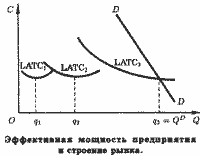 C
D
LATC₁
LATC₂
LATC₃
D
O
q₁
q₂
q₃ = Qᴰ
Q
Эффективная мощность предприятия
и строение рынка.